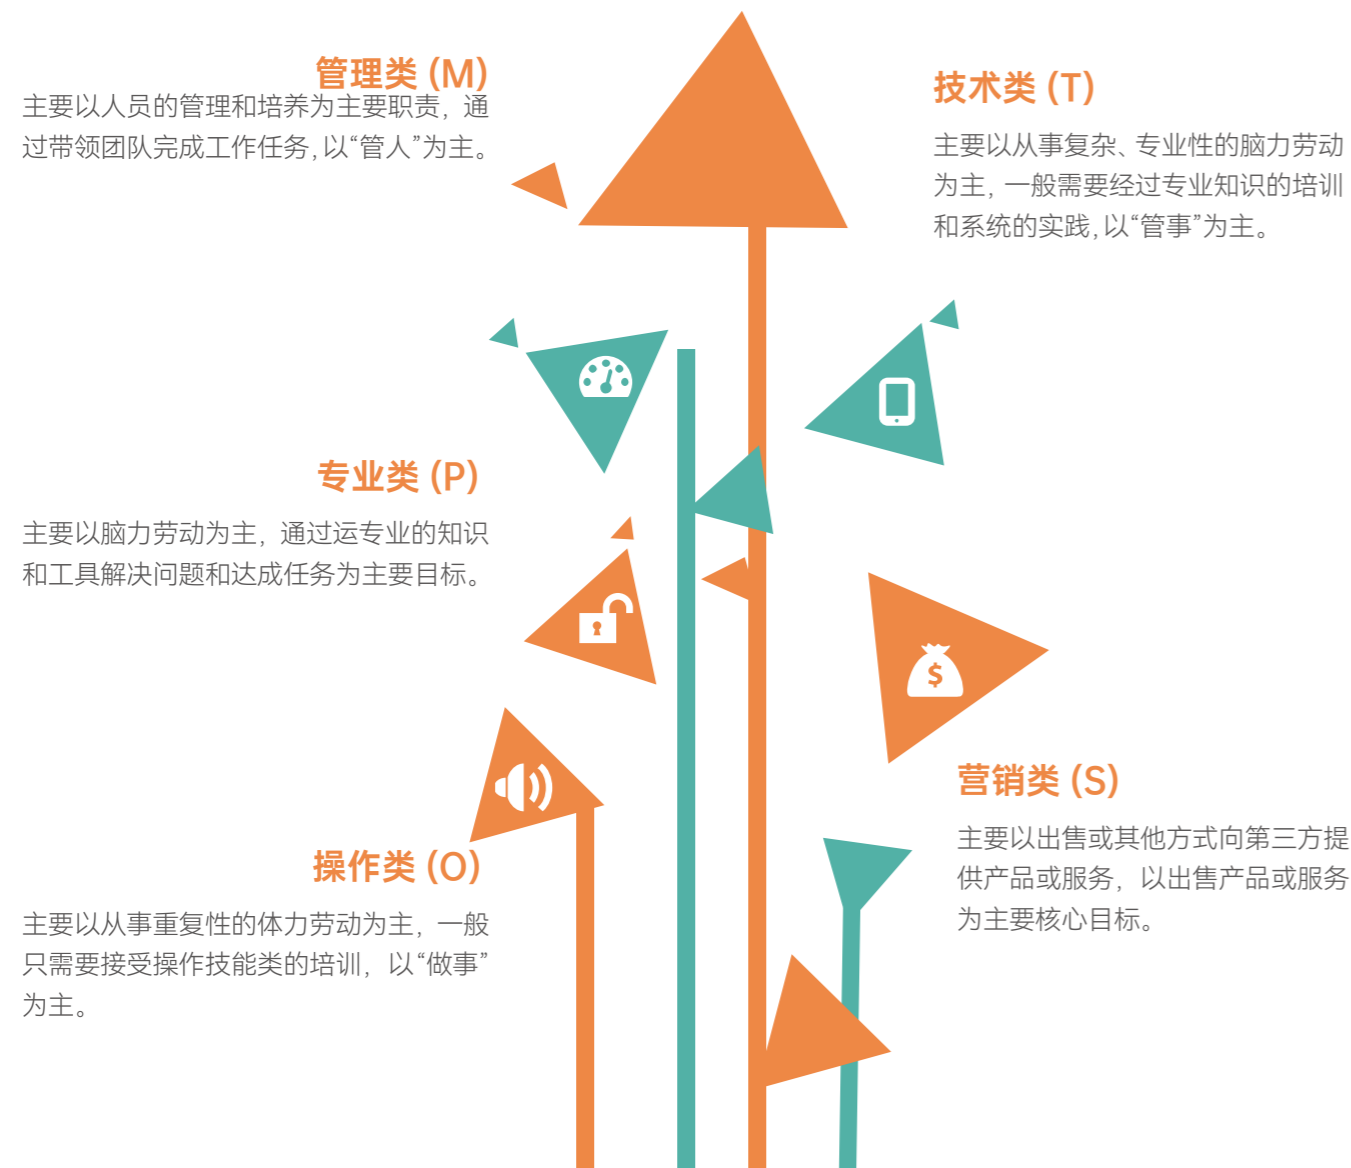 管理类 (M)
主要以人员的管理和培养为主要职责，通
过带领团队完成工作任务，以“管人”为主。
技术类 (T)
主要以从事复杂、专业性的脑力劳动
为主，一般需要经过专业知识的培训
和系统的实践，以“管事”为主。
专业类 (P)
主要以脑力劳动为主，通过运专业的知识
和工具解决问题和达成任务为主要目标。
营销类 (S)
主要以出售或其他方式向第三方提
供产品或服务，以出售产品或服务
为主要核心目标。
操作类 (O)
主要以从事重复性的体力劳动为主，一般
只需要接受操作技能类的培训，以“做事”
为主。